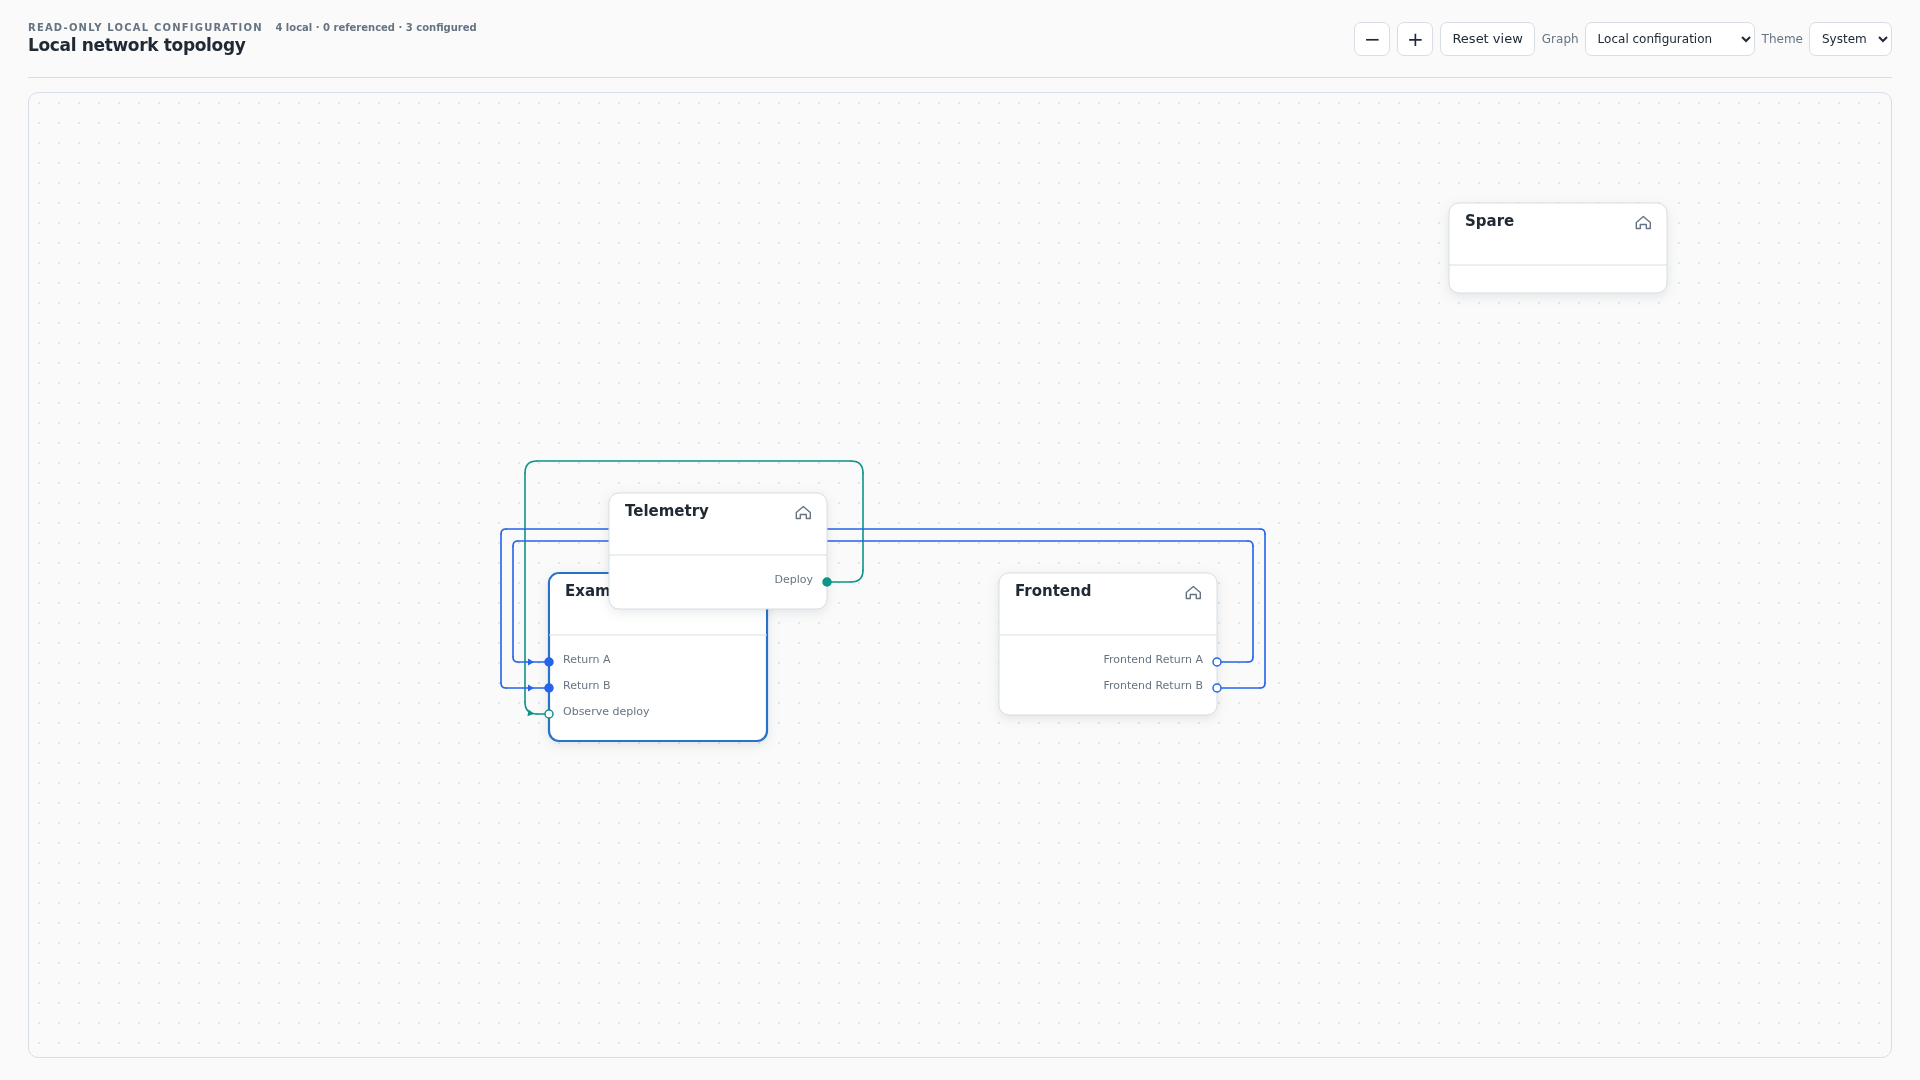 READ-ONLY LOCAL CONFIGURATION 4 local · 0 referenced · 3 configured
Local network topology
− + Reset view Graph Local configuration Theme System
Spare
Telemetry
Deploy
Exam
Return A
Return B
Observe deploy
Frontend
Frontend Return A
Frontend Return B